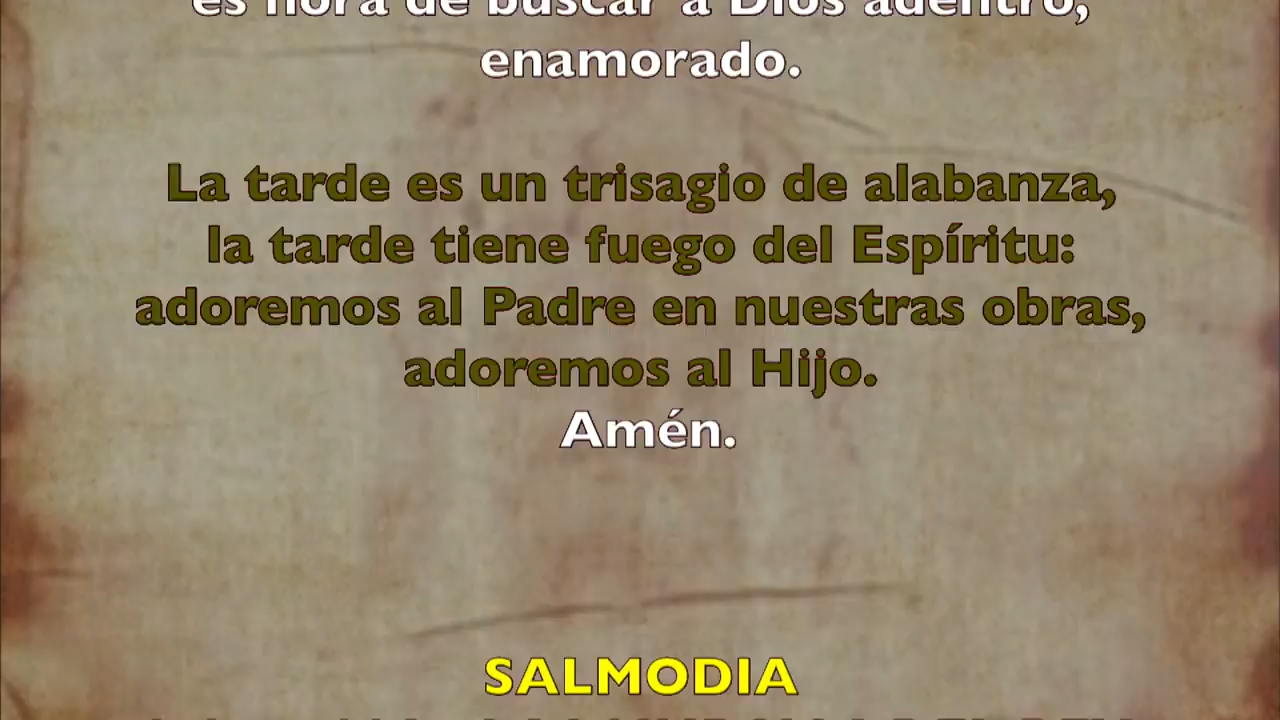 es hora de buscar a Dios adentro,
enamorado.
La tarde es un trisagio de alabanza,
la tarde tiene fuego del Espíritu:
adoremos al Padre en nuestras obras,
adoremos al Hijo.
Amén.
SALMODIA